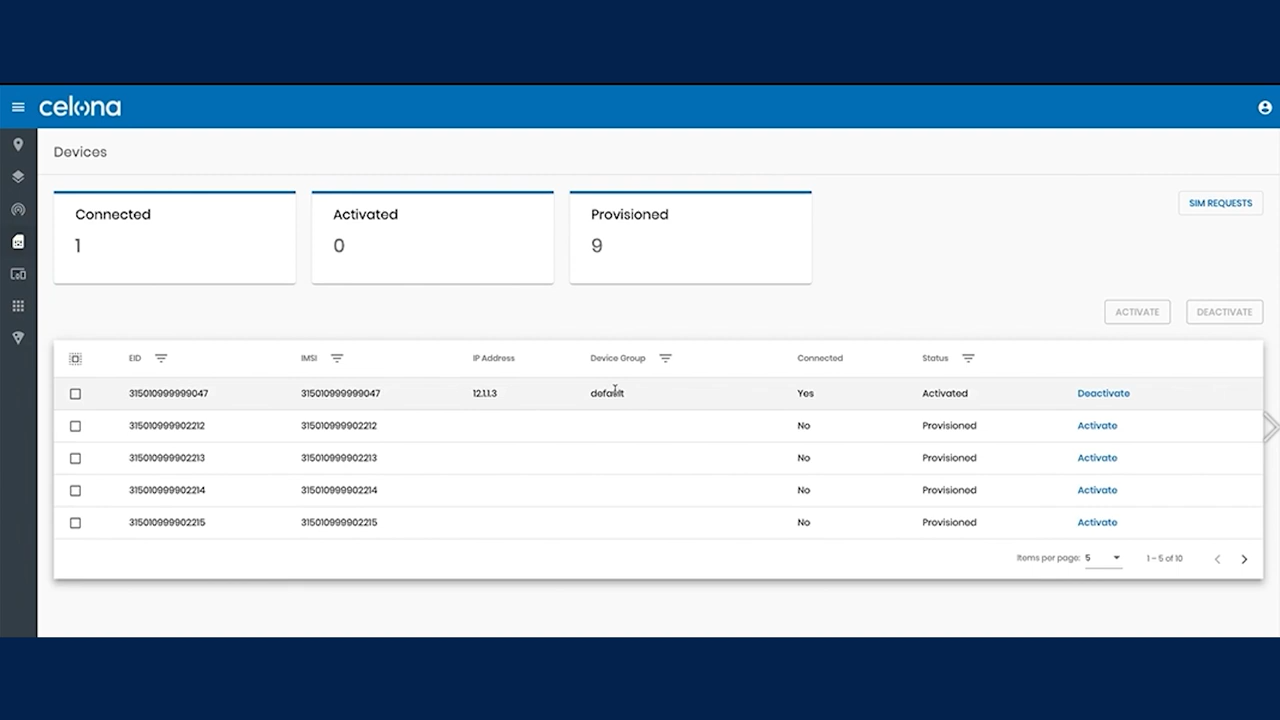 celona
Devices
Connected
1
Activated
0
Provisioned
9
SIM REQUESTS
ACTIVATE DEACTIVATE
EID IMSI IP Address Device Group Connected Status
315010999999047 315010999999047 12.1.1.3 default Yes Activated Deactivate
315010999902212 315010999902212 No Provisioned Activate
315010999902213 315010999902213 No Provisioned Activate
315010999902214 315010999902214 No Provisioned Activate
315010999902215 315010999902215 No Provisioned Activate
Items per page: 5 1 – 5 of 10